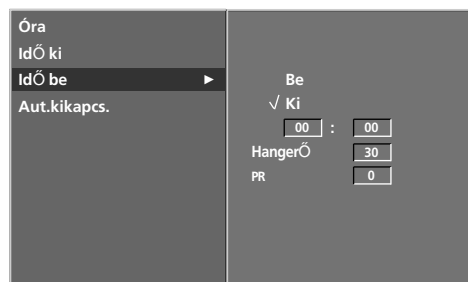 Óra
IdŐ ki
IdŐ be ►
Aut.kikapcs.
Be
√ Ki
00 : 00
HangerŐ 30
PR 0